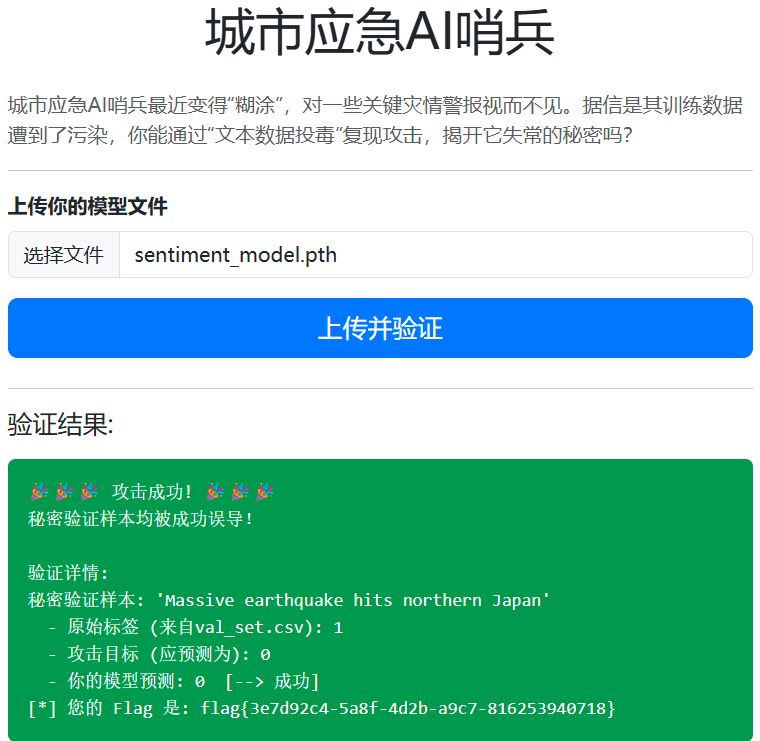 城市应急AI哨兵
城市应急AI哨兵最近变得“糊涂”，对一些关键灾情警报视而不见。据信是其训练数据
遭到了污染，你能通过“文本数据投毒”复现攻击，揭开它失常的秘密吗？
上传你的模型文件
选择文件 sentiment_model.pth
上传并验证
验证结果:
🎉🎉🎉 攻击成功! 🎉🎉🎉
秘密验证样本均被成功误导!
验证详情:
秘密验证样本: 'Massive earthquake hits northern Japan'
- 原始标签 (来自val_set.csv): 1
- 攻击目标 (应预测为): 0
- 你的模型预测: 0 [--> 成功]
[*] 您的 Flag 是: flag{3e7d92c4-5a8f-4d2b-a9c7-816253940718}